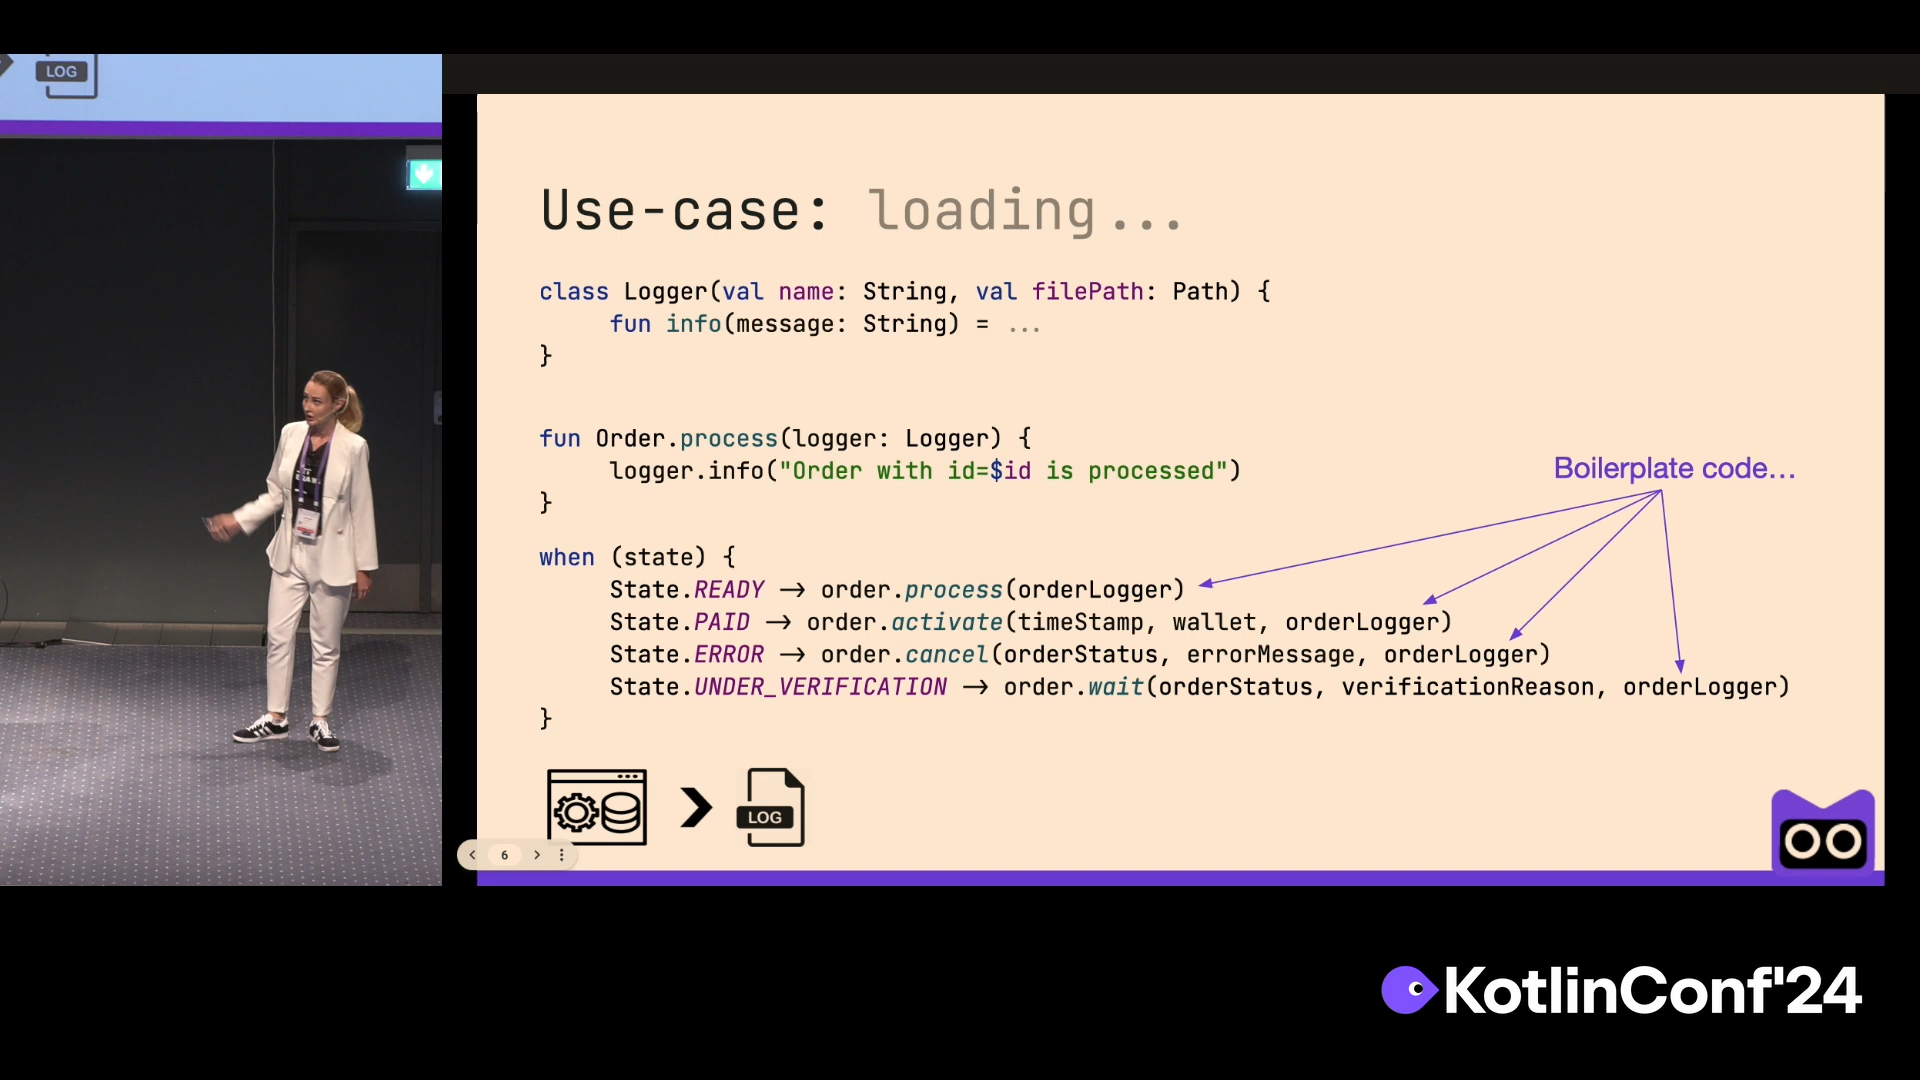 LOG
Use-case: loading...
class Logger(val name: String, val filePath: Path) {
fun info(message: String) = ...
}
fun Order.process(logger: Logger) {
logger.info("Order with id=$id is processed")
}
Boilerplate code...
when (state) {
State.READY → order.process(orderLogger)
State.PAID → order.activate(timeStamp, wallet, orderLogger)
State.ERROR → order.cancel(orderStatus, errorMessage, orderLogger)
State.UNDER_VERIFICATION → order.wait(orderStatus, verificationReason, orderLogger)
}
LOG
6
KotlinConf'24